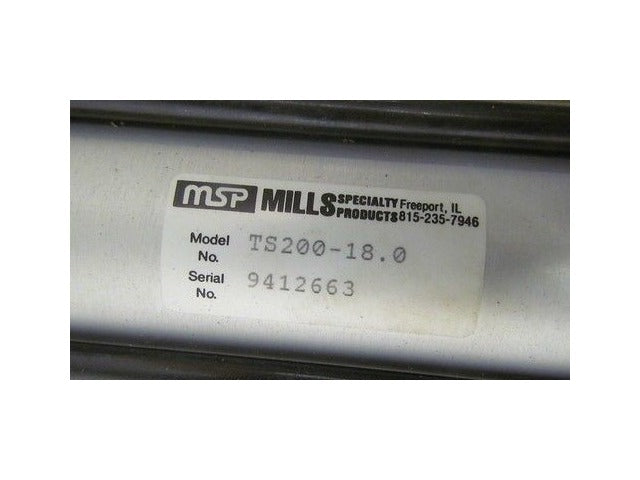 msp MILLS SPECIALTY Freeport, IL
PRODUCTS 815-235-7946
Model No. TS200-18.0
Serial No. 9412663